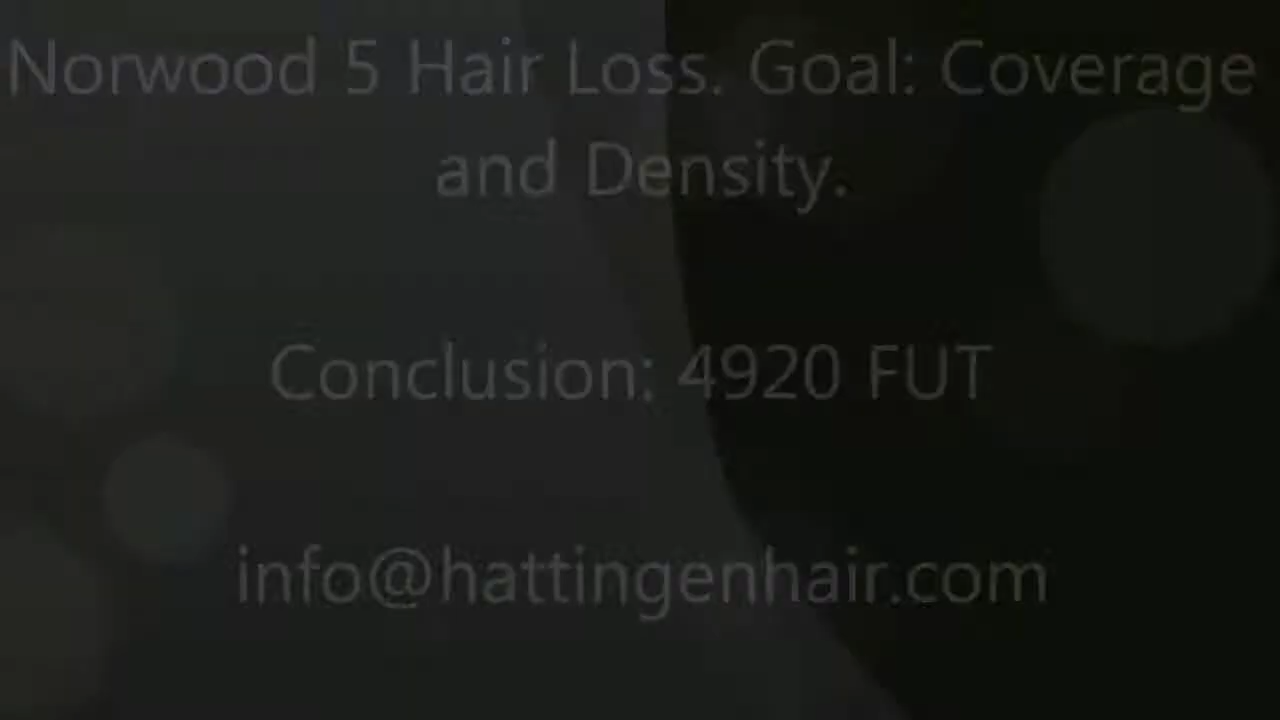 Norwood 5 Hair Loss. Goal: Coverage
and Density.
Conclusion: 4920 FUT
info@hattingenhair.com